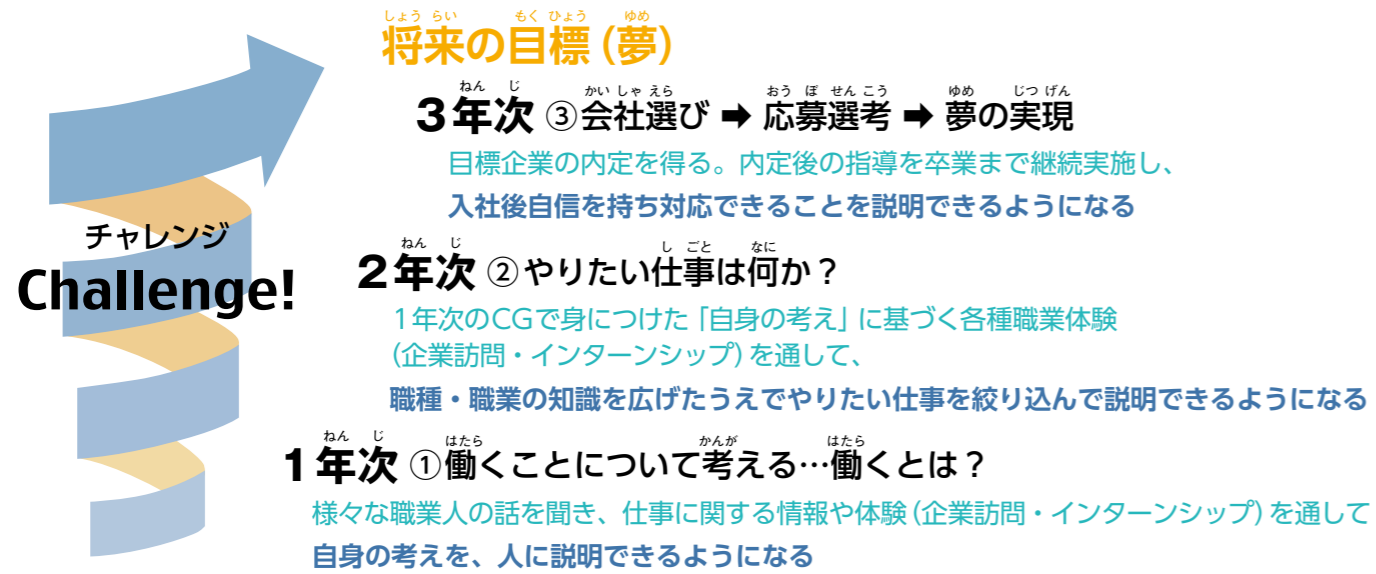 しょうらい もくひょう ゆめ
将来の目標(夢)
ねんじ かいしゃえら おうぼせんこう ゆめ じつげん
3年次 ③会社選び ➡ 応募選考 ➡ 夢の実現
目標企業の内定を得る。内定後の指導を卒業まで継続実施し、
入社後自信を持ち対応できることを説明できるようになる
チャレンジ
Challenge!
ねんじ しごと なに
2年次 ②やりたい仕事は何か?
1年次のCGで身につけた「自身の考え」に基づく各種職業体験
(企業訪問・インターンシップ)を通して、
職種・職業の知識を広げたうえでやりたい仕事を絞り込んで説明できるようになる
ねんじ はたら かんが はたら
1年次 ①働くことについて考える…働くとは?
様々な職業人の話を聞き、仕事に関する情報や体験(企業訪問・インターンシップ)を通して
自身の考えを、人に説明できるようになる